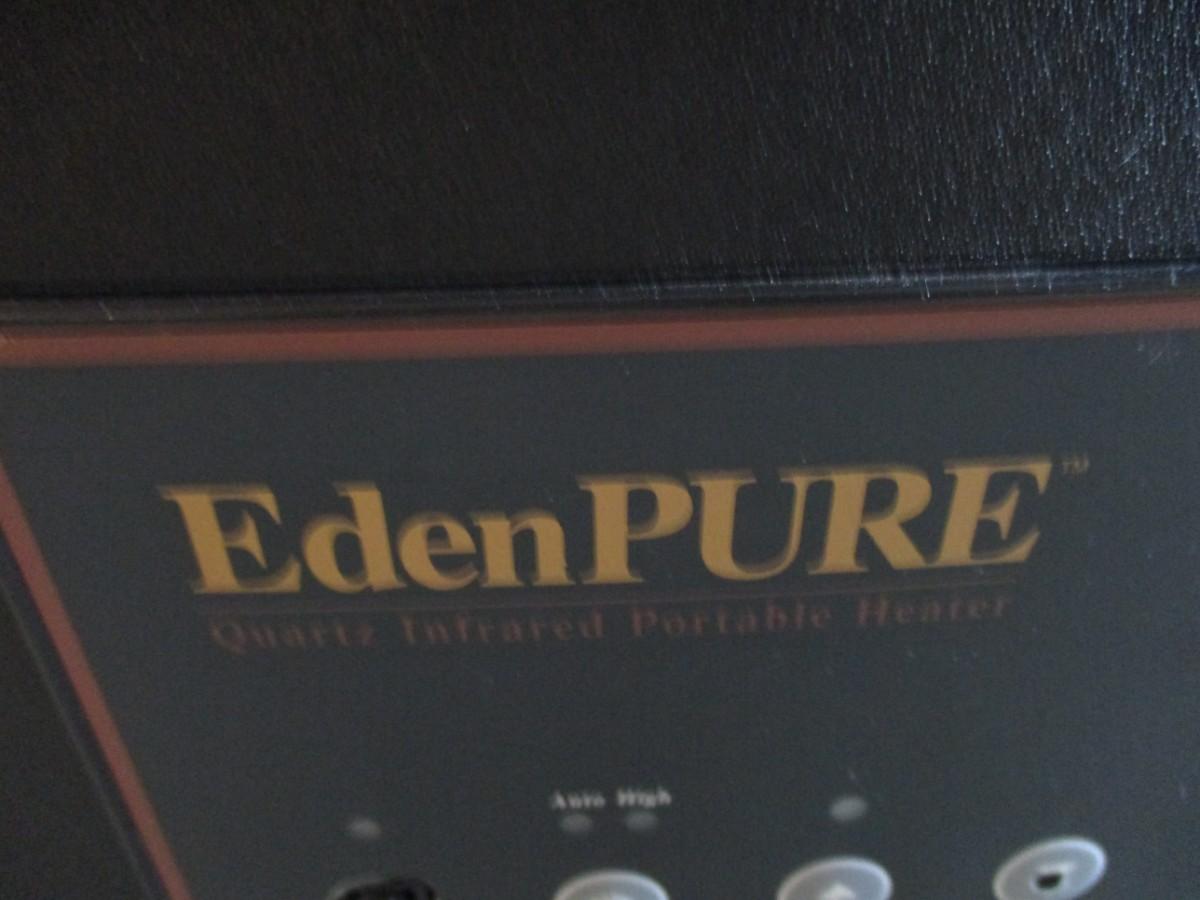 EdenPURE™
Quartz Infrared Portable Heater
Auto High